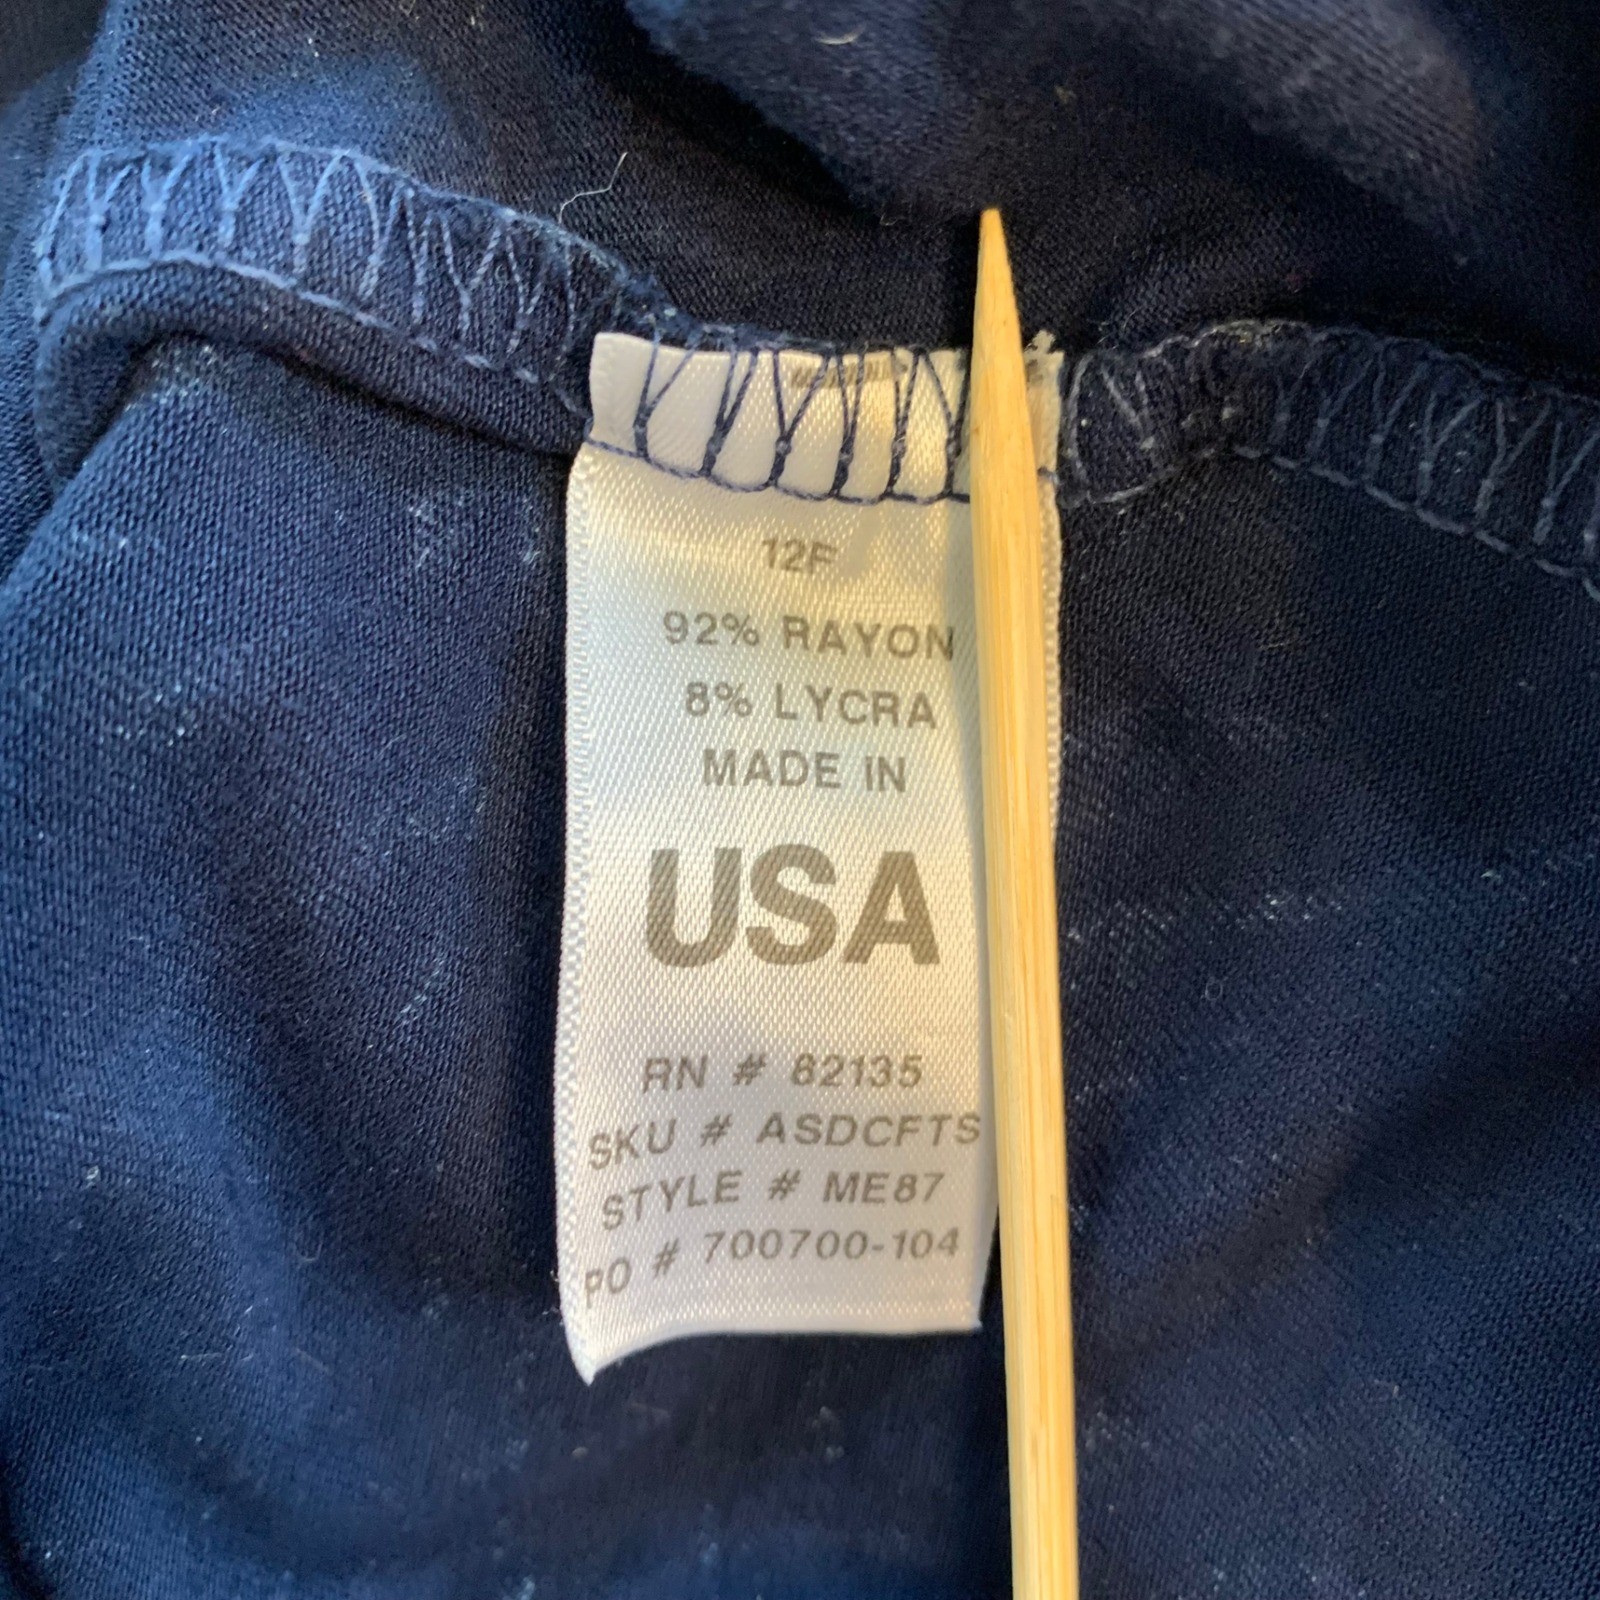 12F
92% RAYON
8% LYCRA
MADE IN
USA
RN # 82135
SKU # ASDCFTS
STYLE # ME87
PO # 700700-104